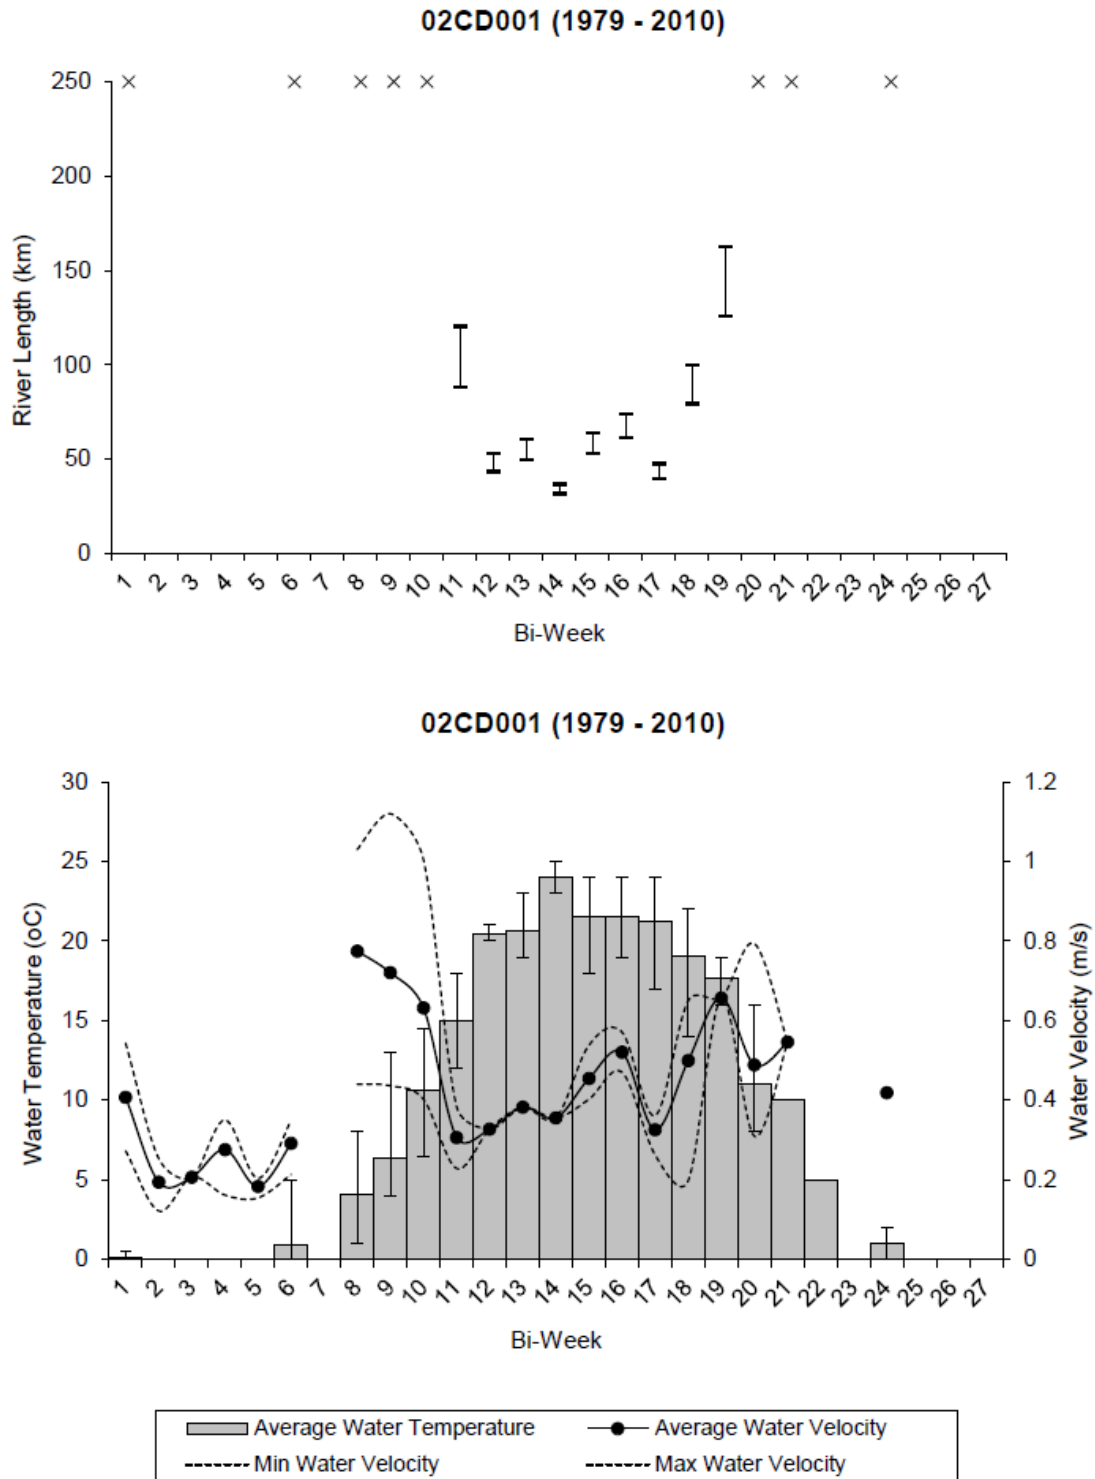 02CD001 (1979 - 2010)
250
200
150
100
50
0
River Length (km)
1 2 3 4 5 6 7 8 9 10 11 12 13 14 15 16 17 18 19 20 21 22 23 24 25 26 27
Bi-Week
02CD001 (1979 - 2010)
30
25
20
15
10
5
0
Water Temperature (oC)
1.2
1
0.8
0.6
0.4
0.2
0
Water Velocity (m/s)
1 2 3 4 5 6 7 8 9 10 11 12 13 14 15 16 17 18 19 20 21 22 23 24 25 26 27
Bi-Week
Average Water Temperature
Average Water Velocity
Min Water Velocity
Max Water Velocity